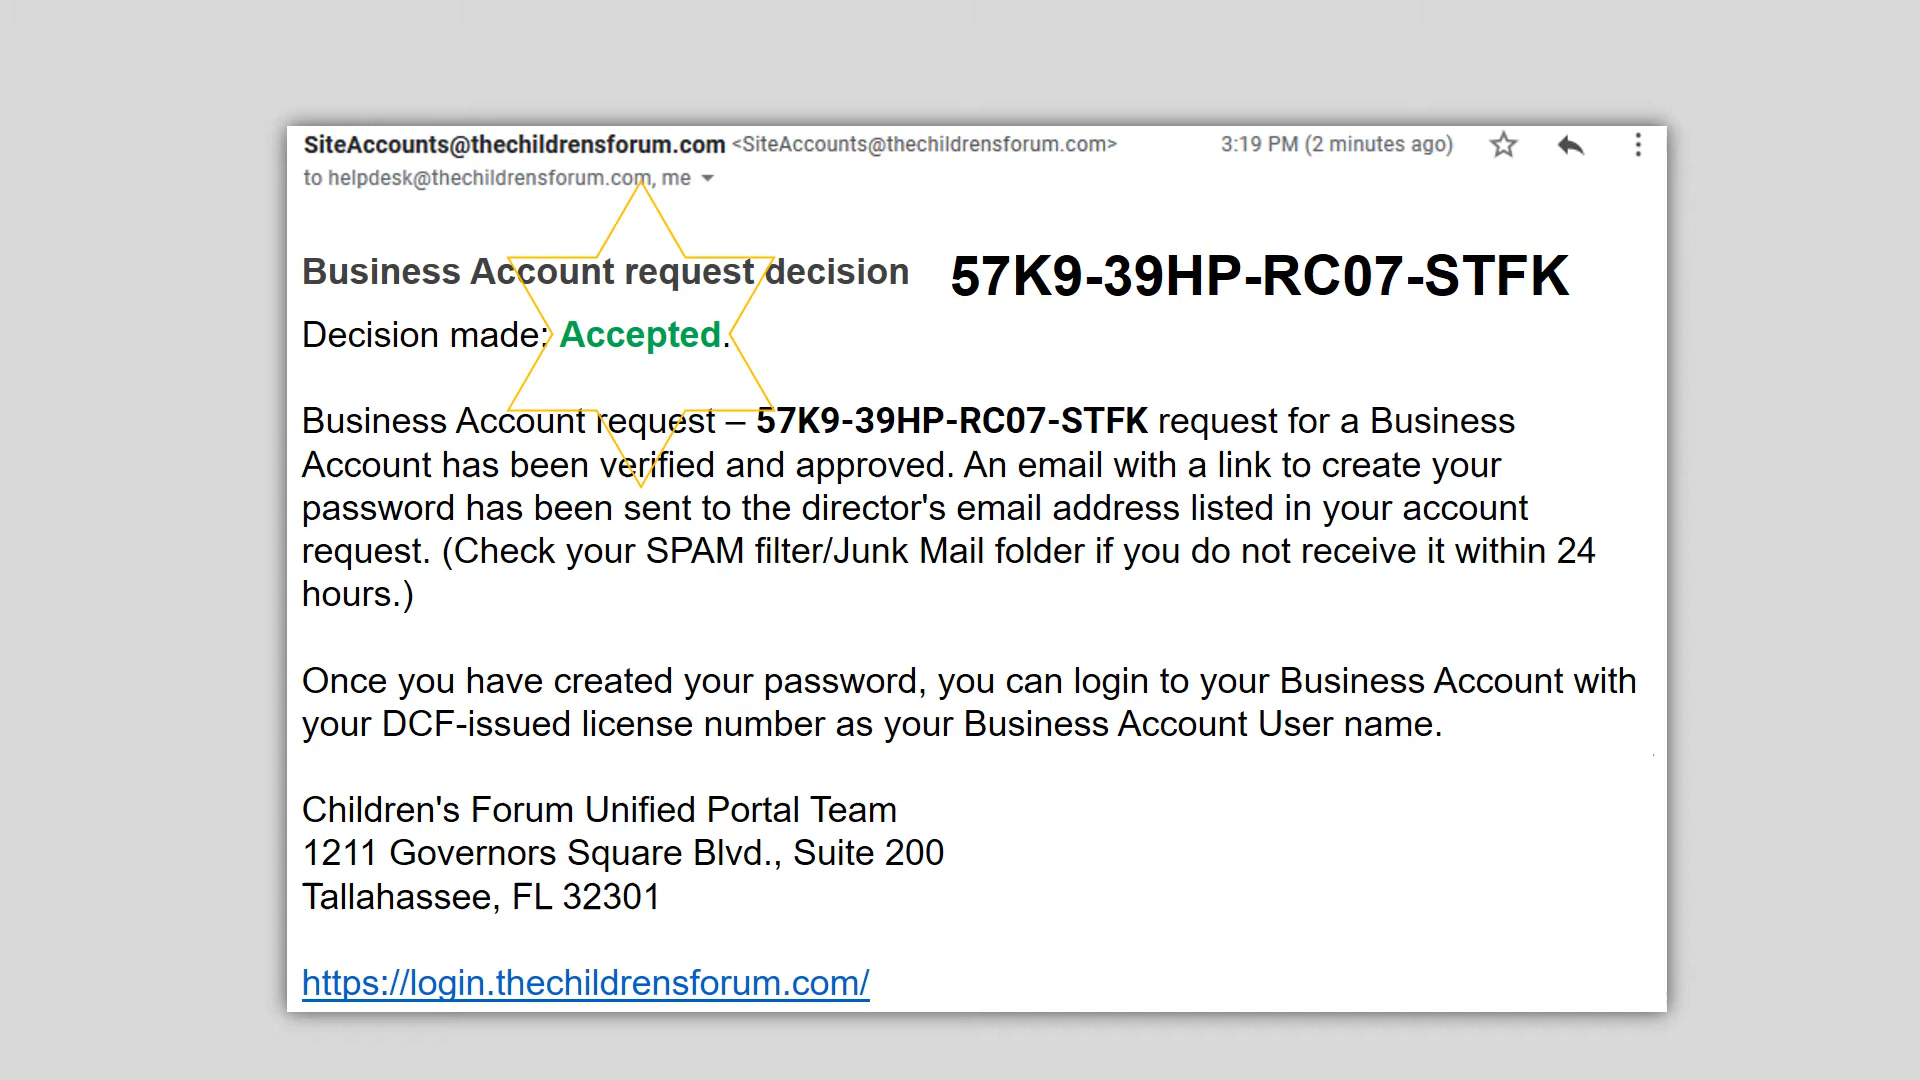 SiteAccounts@thechildrensforum.com <SiteAccounts@thechildrensforum.com> 3:19 PM (2 minutes ago)
to helpdesk@thechildrensforum.com, me
Business Account request decision 57K9-39HP-RC07-STFK
Decision made: Accepted.
Business Account request – 57K9-39HP-RC07-STFK request for a Business
Account has been verified and approved. An email with a link to create your
password has been sent to the director's email address listed in your account
request. (Check your SPAM filter/Junk Mail folder if you do not receive it within 24
hours.)
Once you have created your password, you can login to your Business Account with
your DCF-issued license number as your Business Account User name.
Children's Forum Unified Portal Team
1211 Governors Square Blvd., Suite 200
Tallahassee, FL 32301
https://login.thechildrensforum.com/